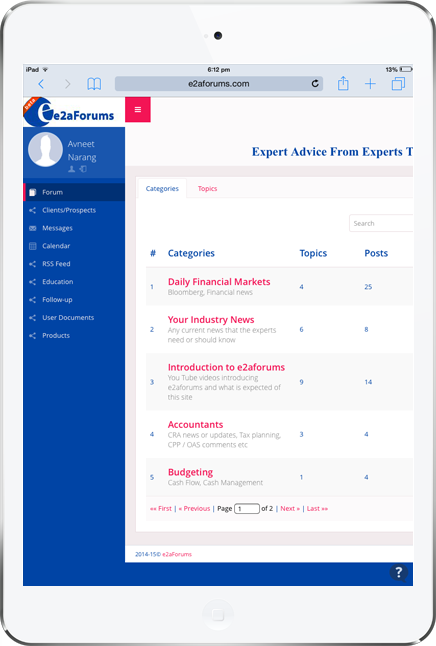 iPad
6:12 pm
13%
e2aforums.com
beta
e2aForums
Avneet
Narang
Expert Advice From Experts T
Forum
Clients/Prospects
Messages
Calendar
RSS Feed
Education
Follow-up
User Documents
Products
Categories Topics
Search
# Categories Topics Posts
1 Daily Financial Markets 4 25
Bloomberg, Financial news
2 Your Industry News 6 8
Any current news that the experts
need or should know
3 Introduction to e2aforums 9 14
You Tube videos introducing
e2aforums and what is expected of
this site
4 Accountants 3 4
CRA news or updates, Tax planning,
CPP / OAS comments etc
5 Budgeting 1 4
Cash Flow, Cash Management
«« First | « Previous | Page 1 of 2 | Next » | Last »»
2014-15© e2aForums
?